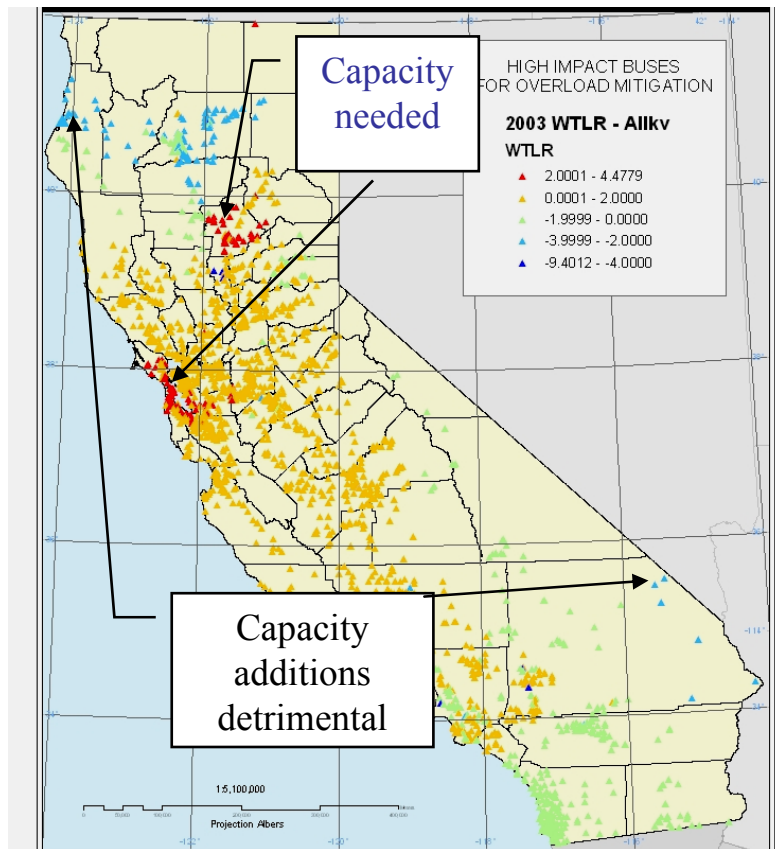 Capacity
needed
HIGH IMPACT BUSES
FOR OVERLOAD MITIGATION
2003 WTLR - Allkv
WTLR
2.0001 - 4.4779
0.0001 - 2.0000
-1.9999 - 0.0000
-3.9999 - -2.0000
-9.4012 - -4.0000
Capacity
additions
detrimental
1:5,100,000
Projection Albers